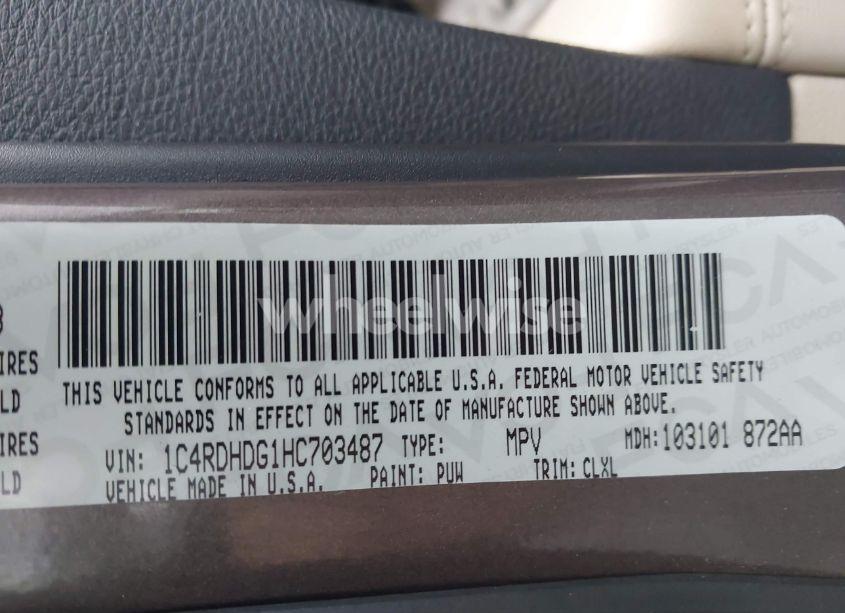 wheelwise
IRES
LD
THIS VEHICLE CONFORMS TO ALL APPLICABLE U.S.A. FEDERAL MOTOR VEHICLE SAFETY
STANDARDS IN EFFECT ON THE DATE OF MANUFACTURE SHOWN ABOVE.
IRES
VIN: 1C4RDHDG1HC703487 TYPE: MPV MDH:103101 872AA
LD
VEHICLE MADE IN U.S.A. PAINT: PUW TRIM: CLXL